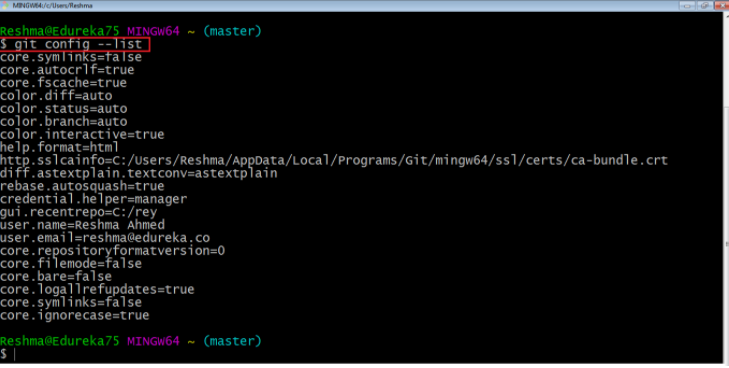 MINGW64:/c/Users/Reshma
Reshma@Edureka75 MINGW64 ~ (master)
$ git config --list
core.symlinks=false
core.autocrlf=true
core.fscache=true
color.diff=auto
color.status=auto
color.branch=auto
color.interactive=true
help.format=html
http.sslcainfo=C:/Users/Reshma/AppData/Local/Programs/Git/mingw64/ssl/certs/ca-bundle.crt
diff.astextplain.textconv=astextplain
rebase.autosquash=true
credential.helper=manager
gui.recentrepo=C:/rey
user.name=Reshma Ahmed
user.email=reshma@edureka.co
core.repositoryformatversion=0
core.filemode=false
core.bare=false
core.logallrefupdates=true
core.symlinks=false
core.ignorecase=true
Reshma@Edureka75 MINGW64 ~ (master)
$